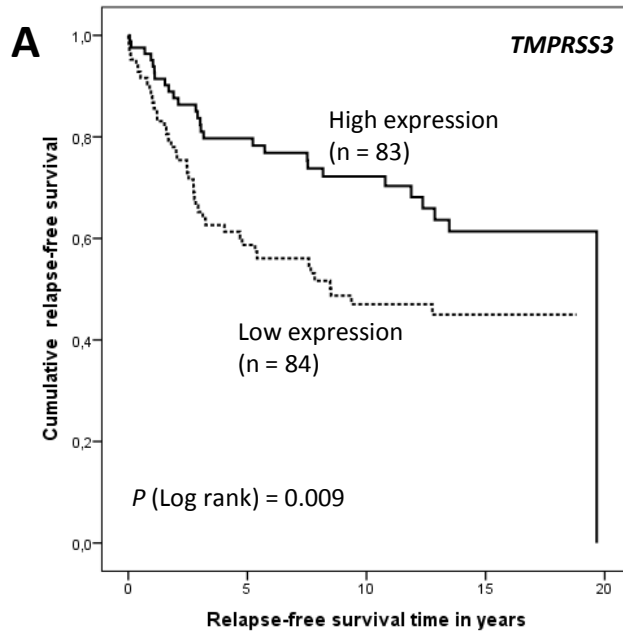 A
TMPRSS3
1,0
0,8
0,6
0,4
0,2
0,0
Cumulative relapse-free survival
High expression
(n = 83)
Low expression
(n = 84)
P (Log rank) = 0.009
0 5 10 15 20
Relapse-free survival time in years